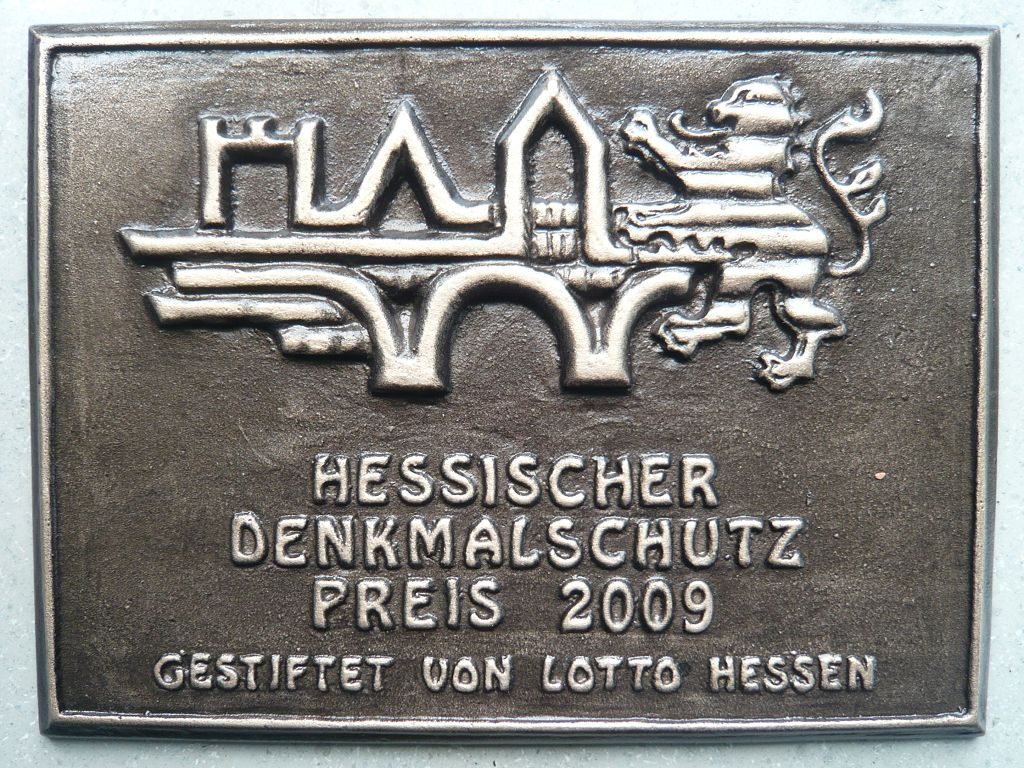 HESSISCHER
DENKMALSCHUTZ
PREIS 2009
GESTIFTET VON LOTTO HESSEN